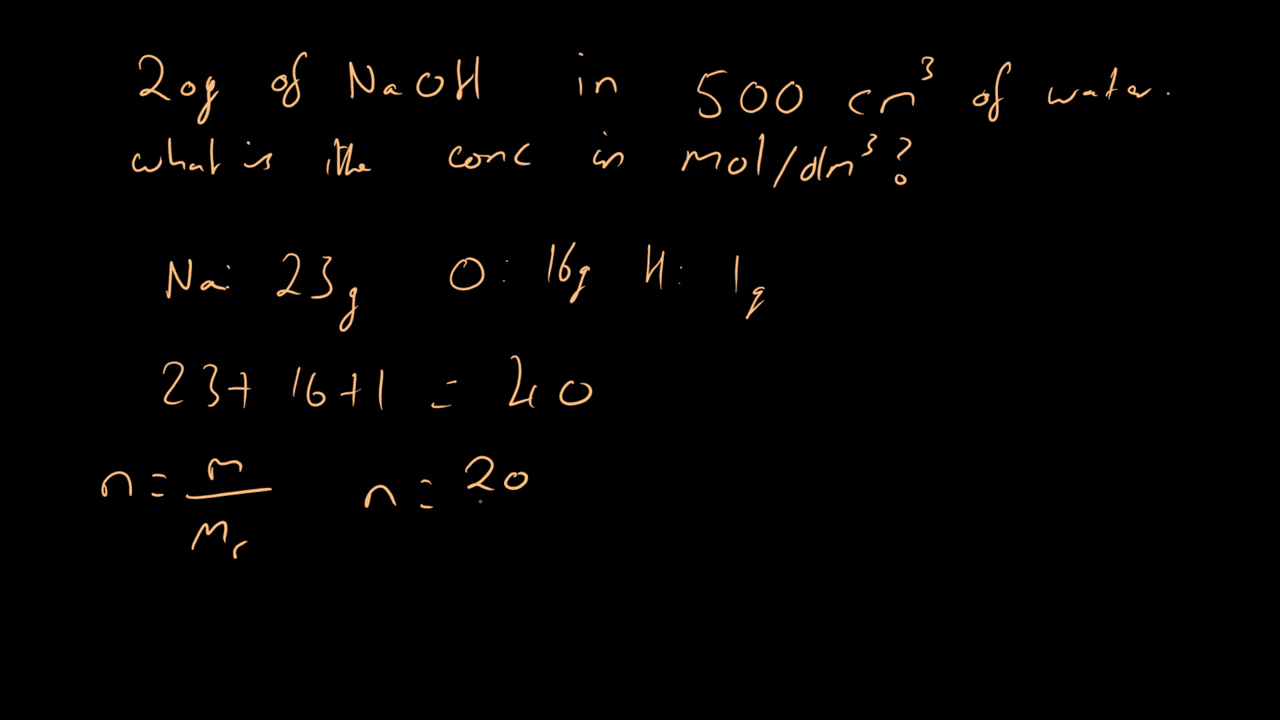 20g of NaOH in 500 cm³ of water.
what is the conc in mol/dm³?
Na: 23g O: 16g H: 1g
23+ 16+1 = 40
n = m/Mr n = 20